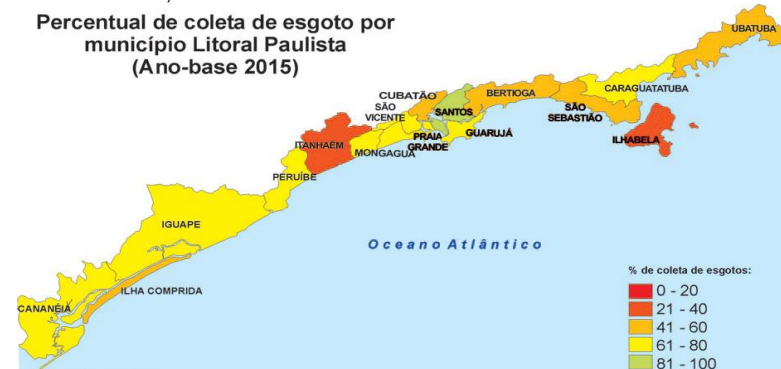 Percentual de coleta de esgoto por
município Litoral Paulista
(Ano-base 2015)
UBATUBA
CARAGUATATUBA
CUBATÃO
BERTIOGA
SÃO
VICENTE
SANTOS
SÃO
SEBASTIÃO
ILHABELA
ITANHAÉM
PRAIA
GRANDE
GUARUJÁ
MONGAGUÁ
PERUÍBE
IGUAPE
Oceano Atlântico
ILHA COMPRIDA
CANANÉIA
% de coleta de esgotos:
0 - 20
21 - 40
41 - 60
61 - 80
81 - 100